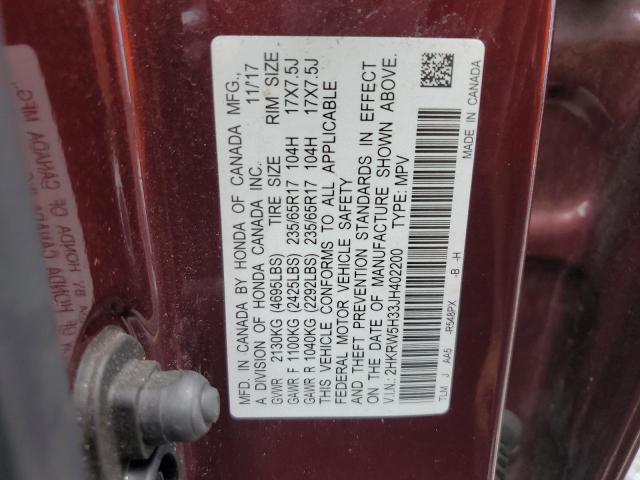 MFD. IN CANADA BY HONDA OF CANADA MFG., 11/17
A DIVISION OF HONDA CANADA INC.
TIRE SIZE RIM SIZE
GVWR 2130KG (4695LBS)
GAWR F 1100KG (2425LBS) 235/65R17 104H 17X7.5J
GAWR R 1040KG (2292LBS) 235/65R17 104H 17X7.5J
THIS VEHICLE CONFORMS TO ALL APPLICABLE
FEDERAL MOTOR VEHICLE SAFETY
AND THEFT PREVENTION STANDARDS IN EFFECT
ON THE DATE OF MANUFACTURE SHOWN ABOVE.
V.I.N.: 2HKRW5H33JH402200 TYPE: MPV
TLM J AA5 -R548PX -B -H MADE IN CANADA